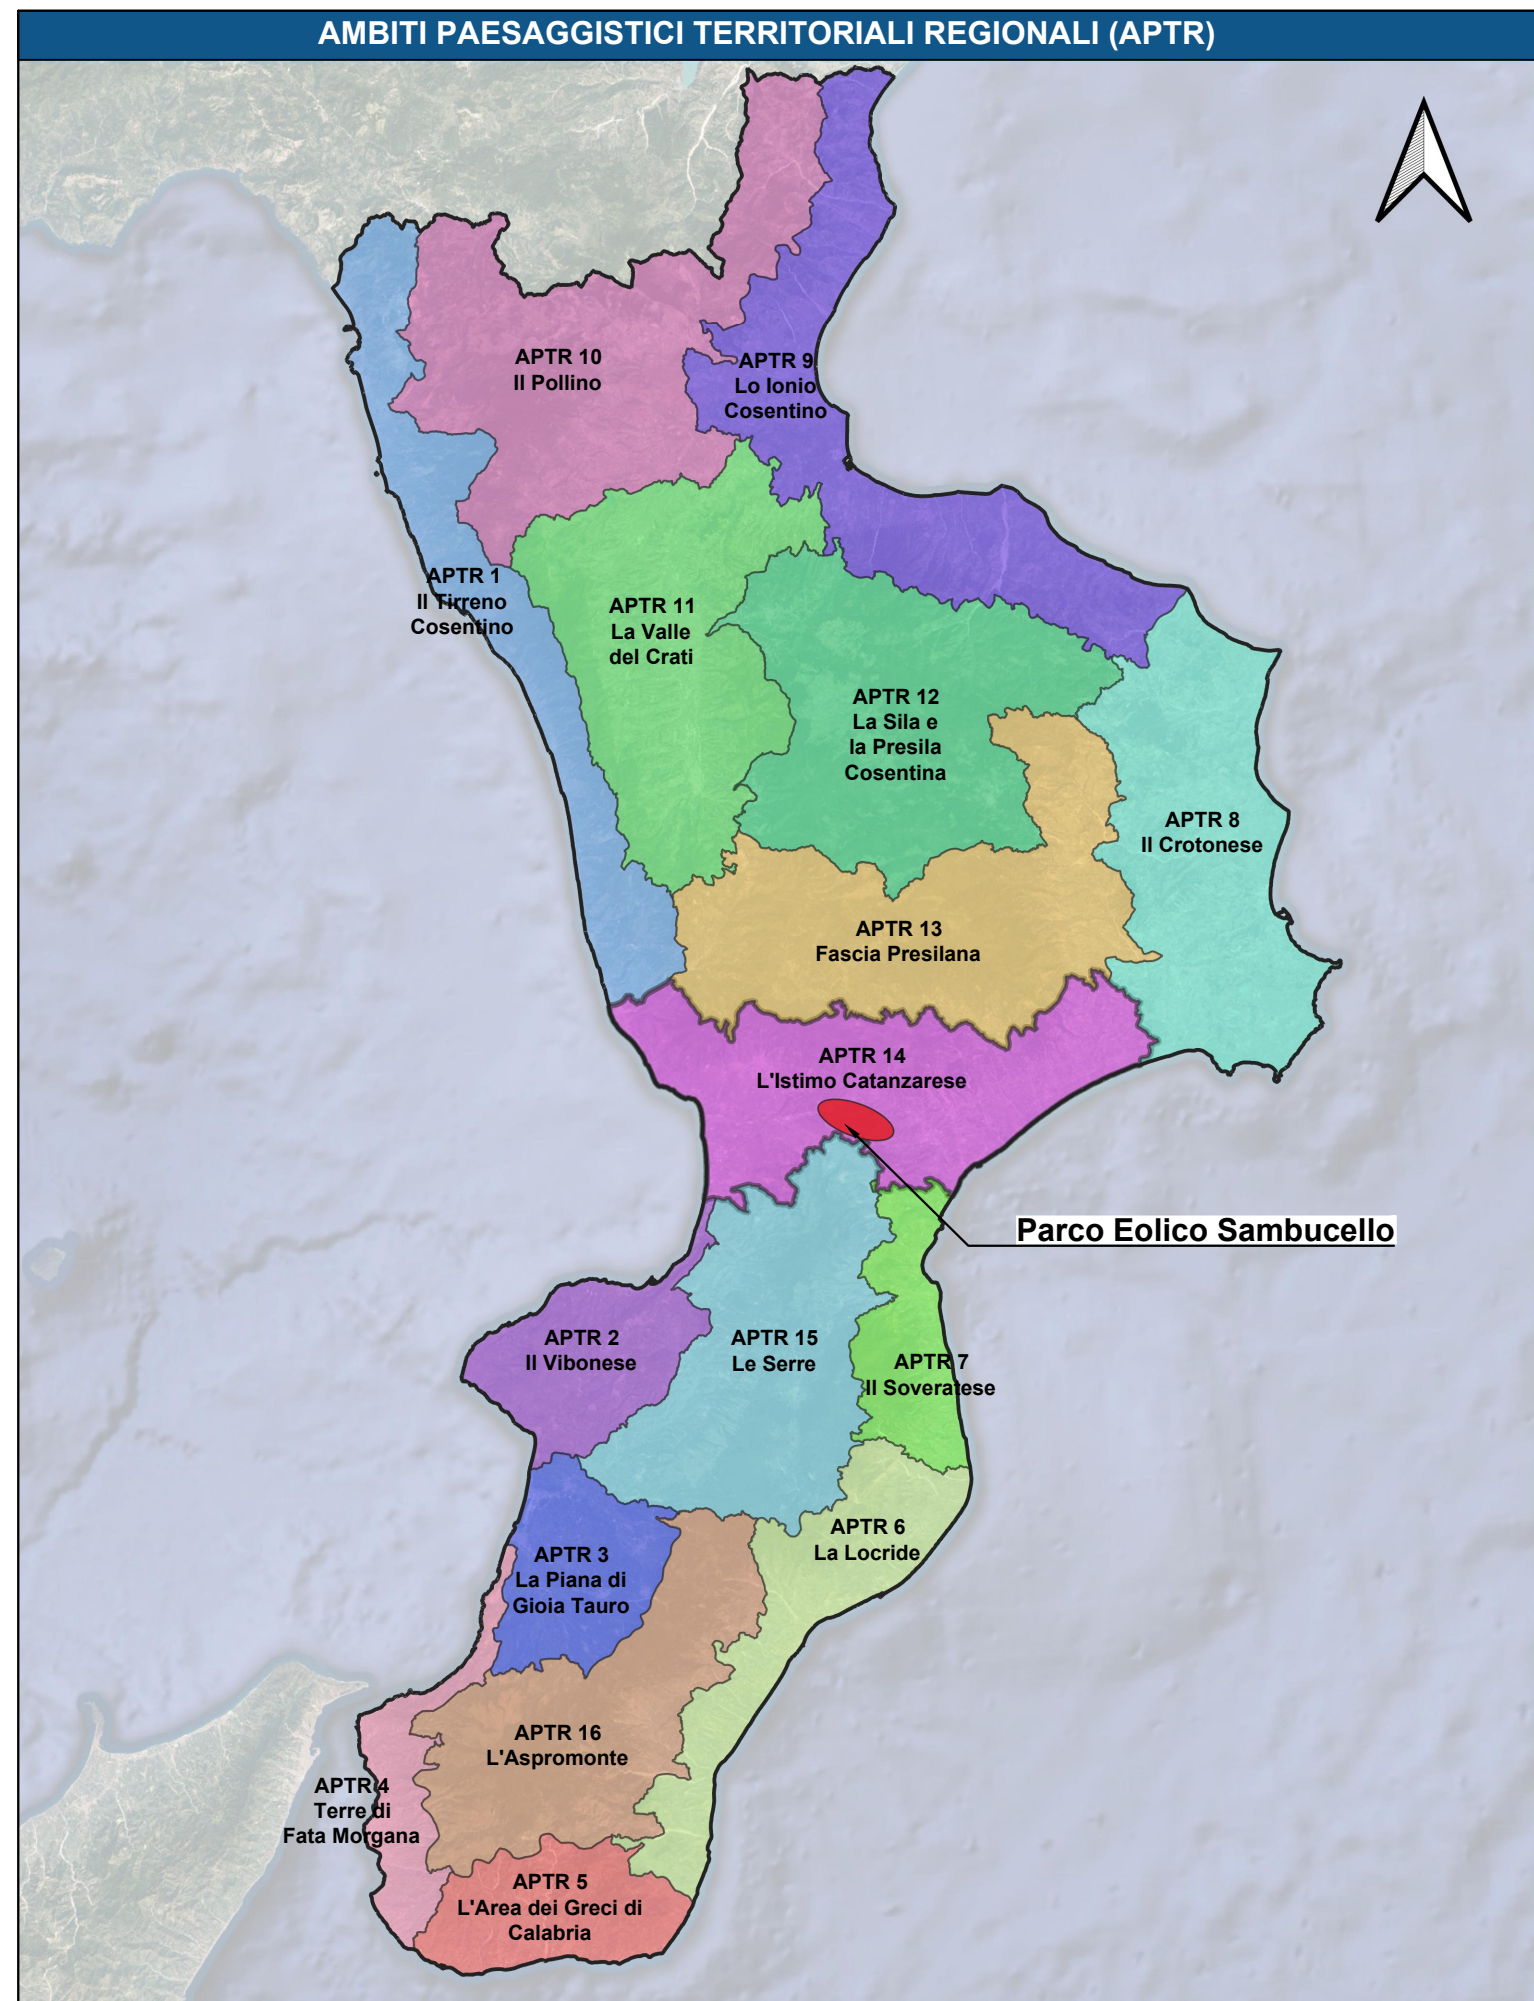 AMBITI PAESAGGISTICI TERRITORIALI REGIONALI (APTR)
APTR 10
Il Pollino
APTR 9
Lo Ionio
Cosentino
APTR 1
Il Tirreno
Cosentino
APTR 11
La Valle
del Crati
APTR 12
La Sila e
la Presila
Cosentina
APTR 8
Il Crotonese
APTR 13
Fascia Presilana
APTR 14
L'Istimo Catanzarese
Parco Eolico Sambucello
APTR 2
Il Vibonese
APTR 15
Le Serre
APTR 7
Il Soveratese
APTR 6
La Locride
APTR 3
La Piana di
Gioia Tauro
APTR 16
L'Aspromonte
APTR 4
Terre di
Fata Morgana
APTR 5
L'Area dei Greci di
Calabria